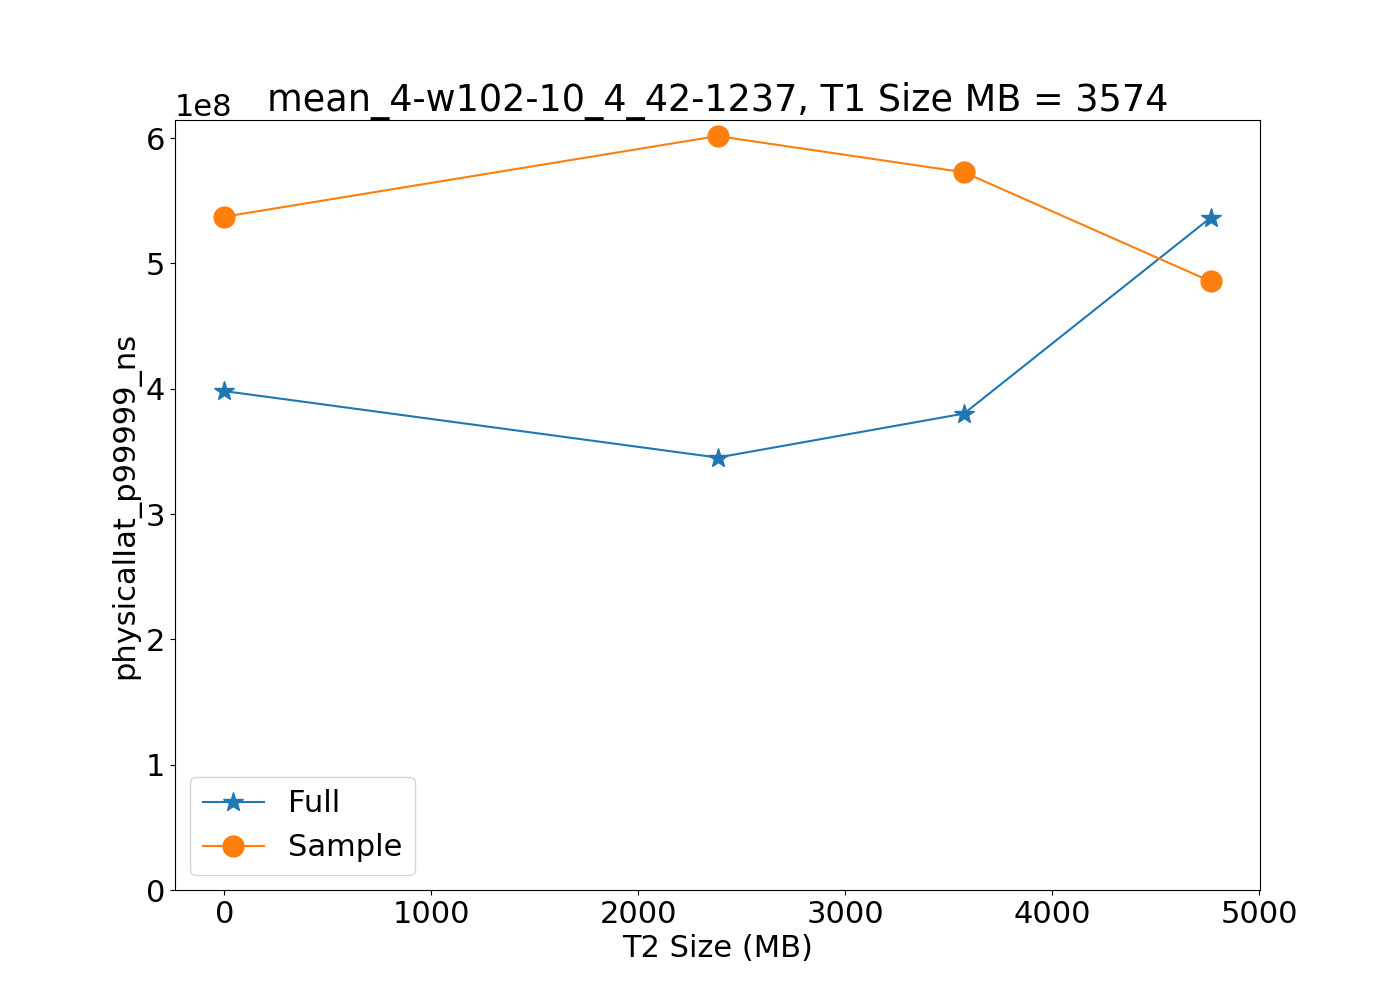 1e8
mean_4-w102-10_4_42-1237, T1 Size MB = 3574
physicallat_p99999_ns
6
5
4
3
2
1
0
Full
Sample
0 1000 2000 3000 4000 5000
T2 Size (MB)